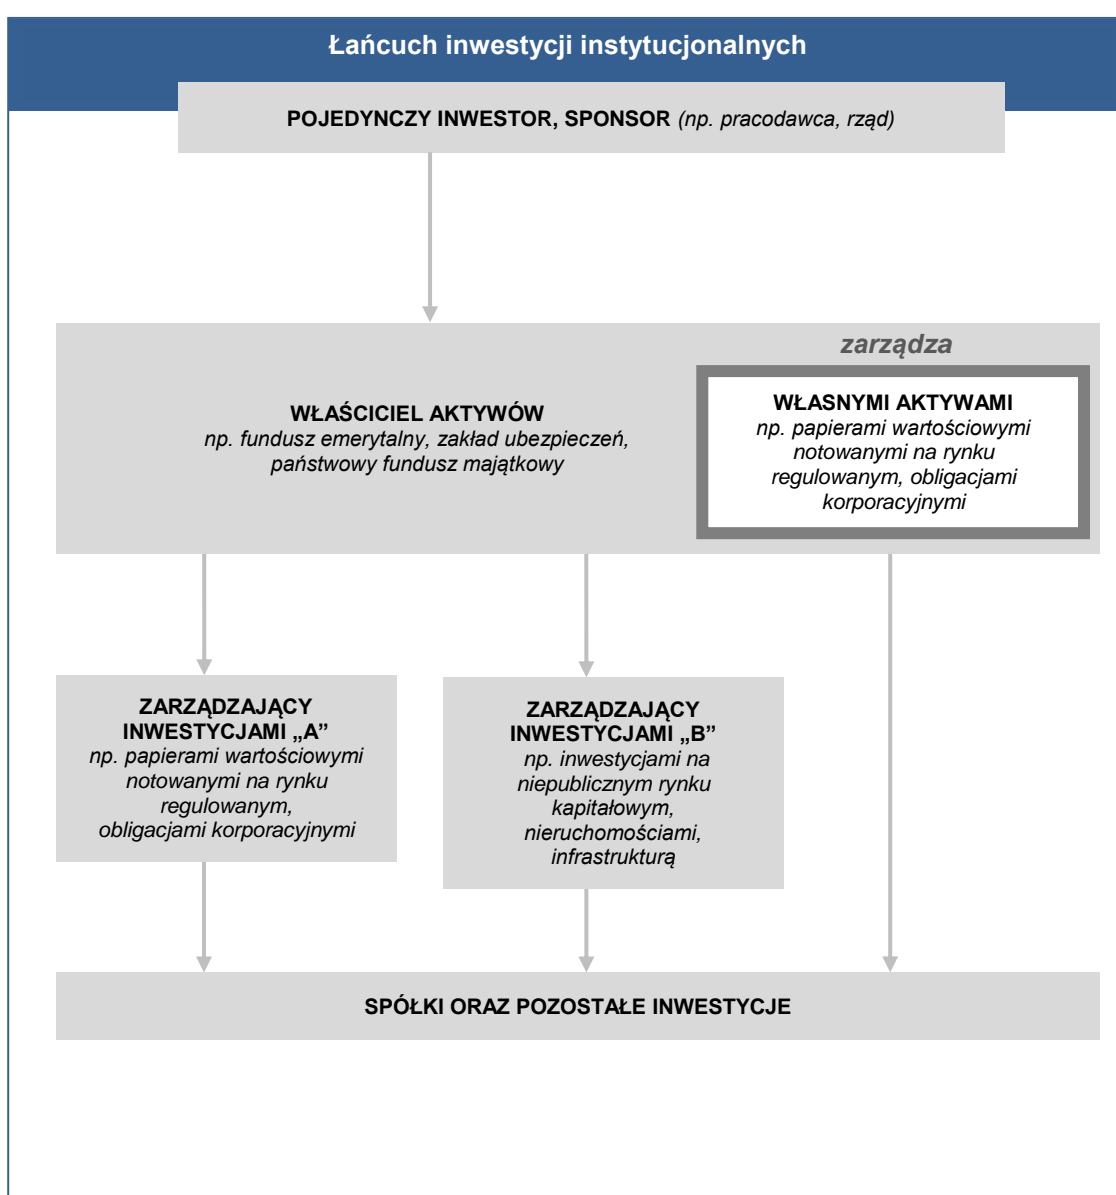 Łańcuch inwestycji instytucjonalnych
POJEDYNCZY INWESTOR, SPONSOR (np. pracodawca, rząd)
zarządza
WŁAŚCICIEL AKTYWÓW
np. fundusz emerytalny, zakład ubezpieczeń,
państwowy fundusz majątkowy
WŁASNYMI AKTYWAMI
np. papierami wartościowymi
notowanymi na rynku
regulowanym, obligacjami
korporacyjnymi
ZARZĄDZAJĄCY
INWESTYCJAMI „A”
np. papierami wartościowymi
notowanymi na rynku
regulowanym,
obligacjami korporacyjnymi
ZARZĄDZAJĄCY
INWESTYCJAMI „B”
np. inwestycjami na
niepublicznym rynku
kapitałowym,
nieruchomościami,
infrastrukturą
SPÓŁKI ORAZ POZOSTAŁE INWESTYCJE